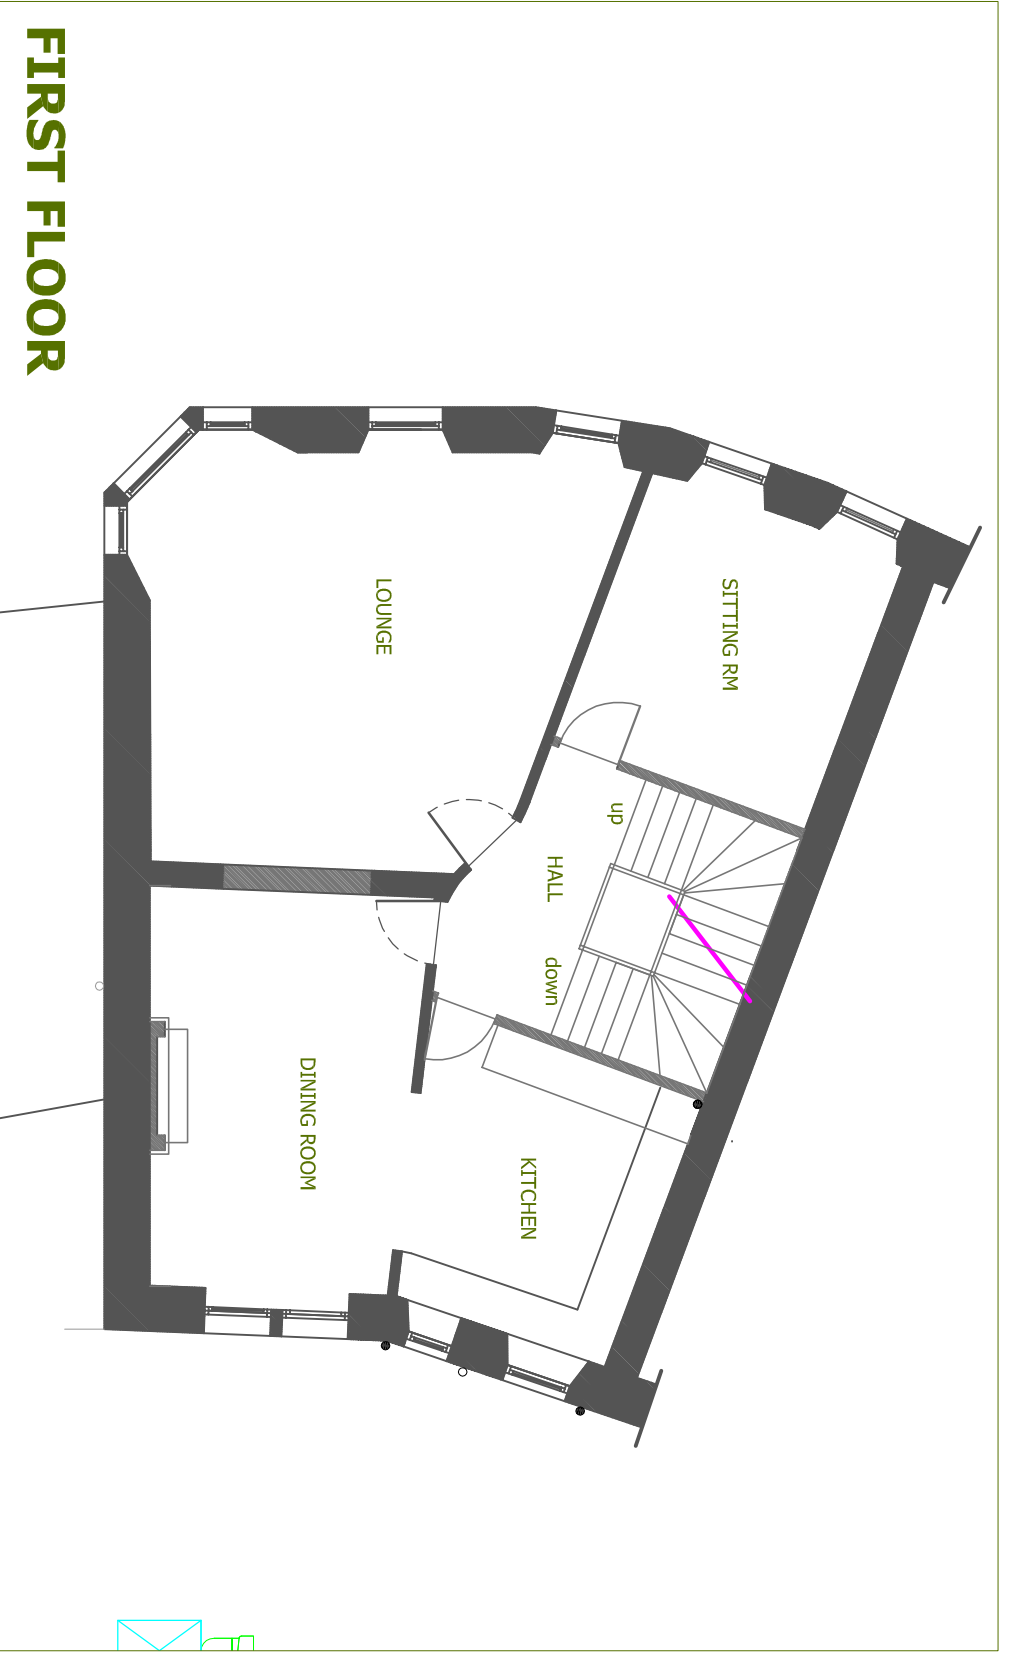 FIRST FLOOR
SITTING RM
LOUNGE
up
HALL
down
DINING ROOM
KITCHEN